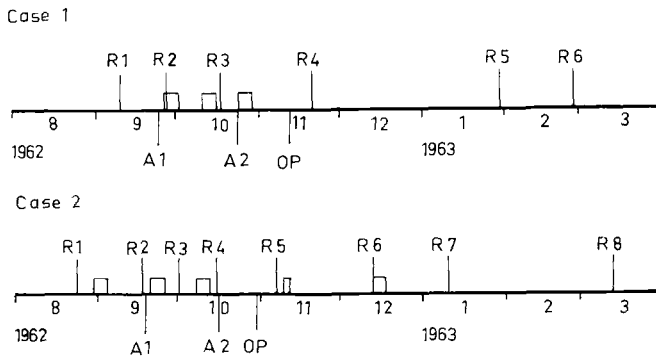 Case 1
R1 R2 R3 R4 R5 R6
8 9 10 11 12 1 2 3
1962 1963
A1 A2 OP
Case 2
R1 R2 R3 R4 R5 R6 R7 R8
8 9 10 11 12 1 2 3
1962 1963
A1 A2 OP